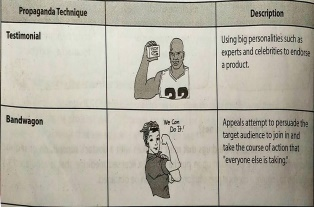 Propaganda Technique
Description
Testimonial
Using big personalities such as
experts and celebrities to endorse
a product.
Bandwagon
We Can
Do It!
Appeals attempt to persuade the
target audience to join in and
take the course of action that
"everyone else is taking."